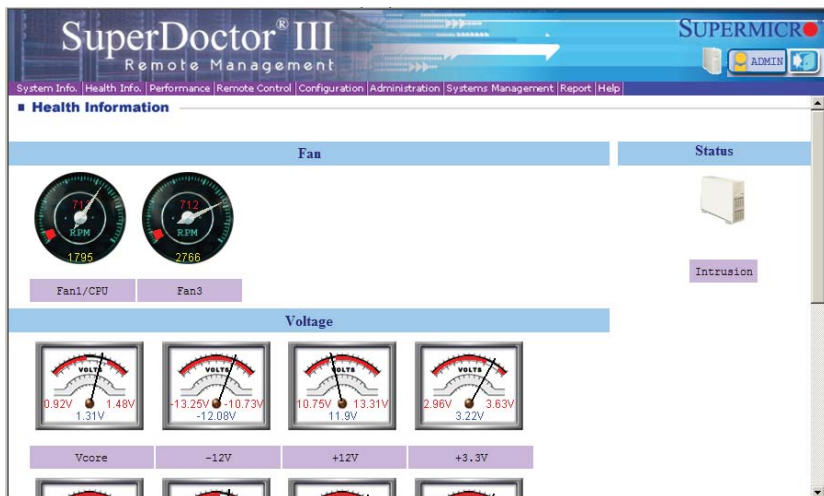 SuperDoctor® III
Remote Management
SUPERMICRO
ADMIN
System Info. | Health Info. | Performance | Remote Control | Configuration | Administration | Systems Management | Report | Help
Health Information
Fan
Status
712
RPM
1795
712
RPM
2766
Fan1/CPU
Fan3
Intrusion
Voltage
VOLTS
0.92V 1.48V
1.31V
VOLTS
-13.25V -10.73V
-12.08V
VOLTS
10.75V 13.31V
11.9V
VOLTS
2.96V 3.63V
3.22V
Vcore
-12V
+12V
+3.3V